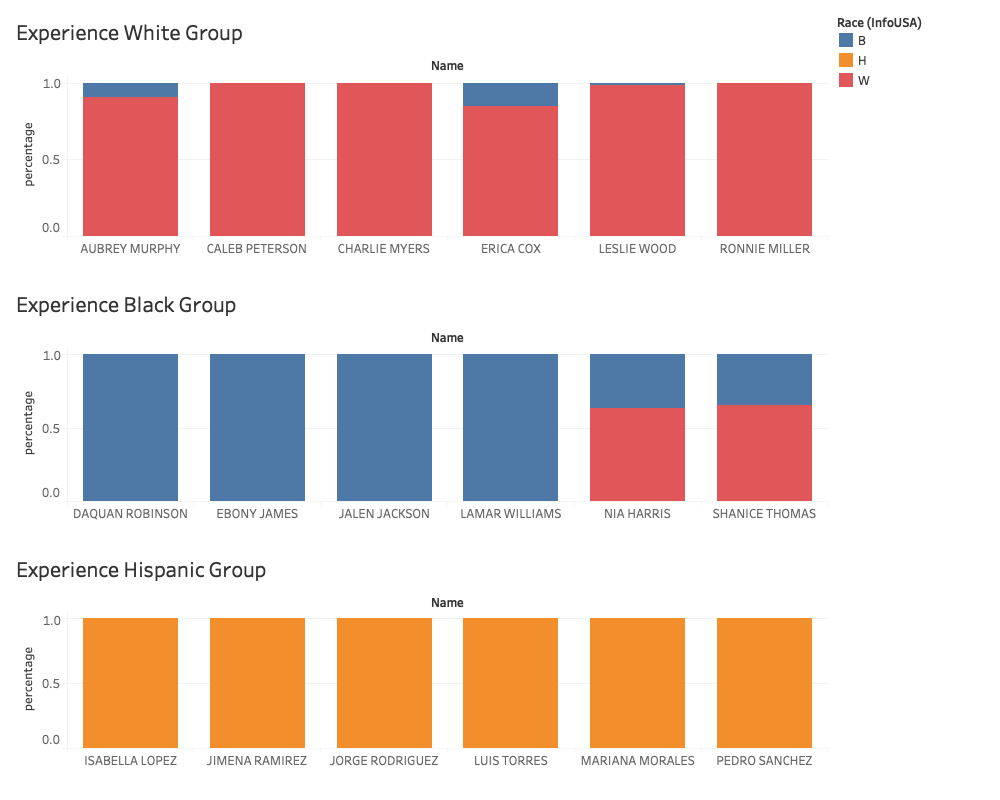 Experience White Group
Race (InfoUSA)
B
H
W
Name
percentage
1.0
0.5
0.0
AUBREY MURPHY CALEB PETERSON CHARLIE MYERS ERICA COX LESLIE WOOD RONNIE MILLER
Experience Black Group
Name
percentage
1.0
0.5
0.0
DAQUAN ROBINSON EBONY JAMES JALEN JACKSON LAMAR WILLIAMS NIA HARRIS SHANICE THOMAS
Experience Hispanic Group
Name
percentage
1.0
0.5
0.0
ISABELLA LOPEZ JIMENA RAMIREZ JORGE RODRIGUEZ LUIS TORRES MARIANA MORALES PEDRO SANCHEZ